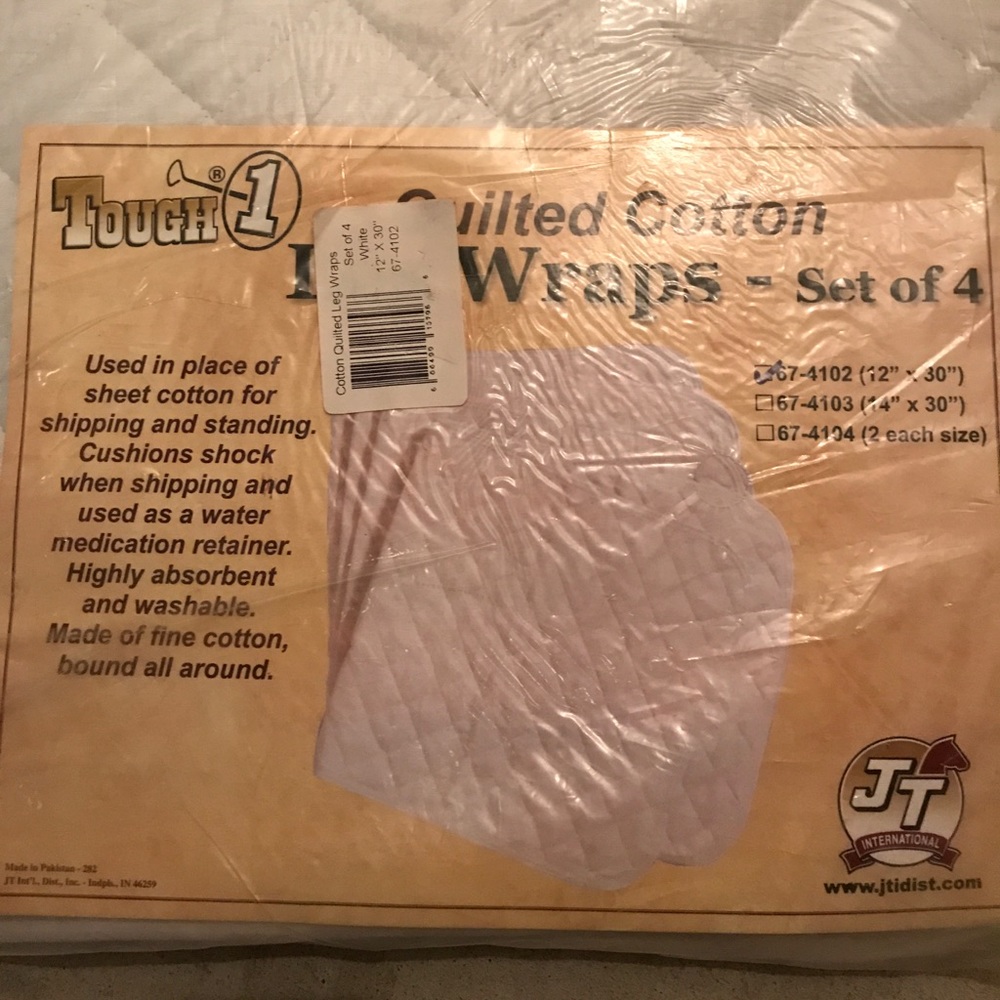 TOUGH 1 ®
Quilted Cotton
Wraps - Set of 4
Cotton Quilted Leg Wraps
Set of 4
White
12" X 30"
67-4102
Used in place of
sheet cotton for
shipping and standing.
Cushions shock
when shipping and
used as a water
medication retainer.
Highly absorbent
and washable.
Made of fine cotton,
bound all around.
67-4102 (12” x 30”)
67-4103 (14” x 30”)
67-4104 (2 each size)
JT
INTERNATIONAL
www.jtidist.com
Made in Pakistan - 282
JT Int'l., Dist., Inc. - Indpls., IN 46259